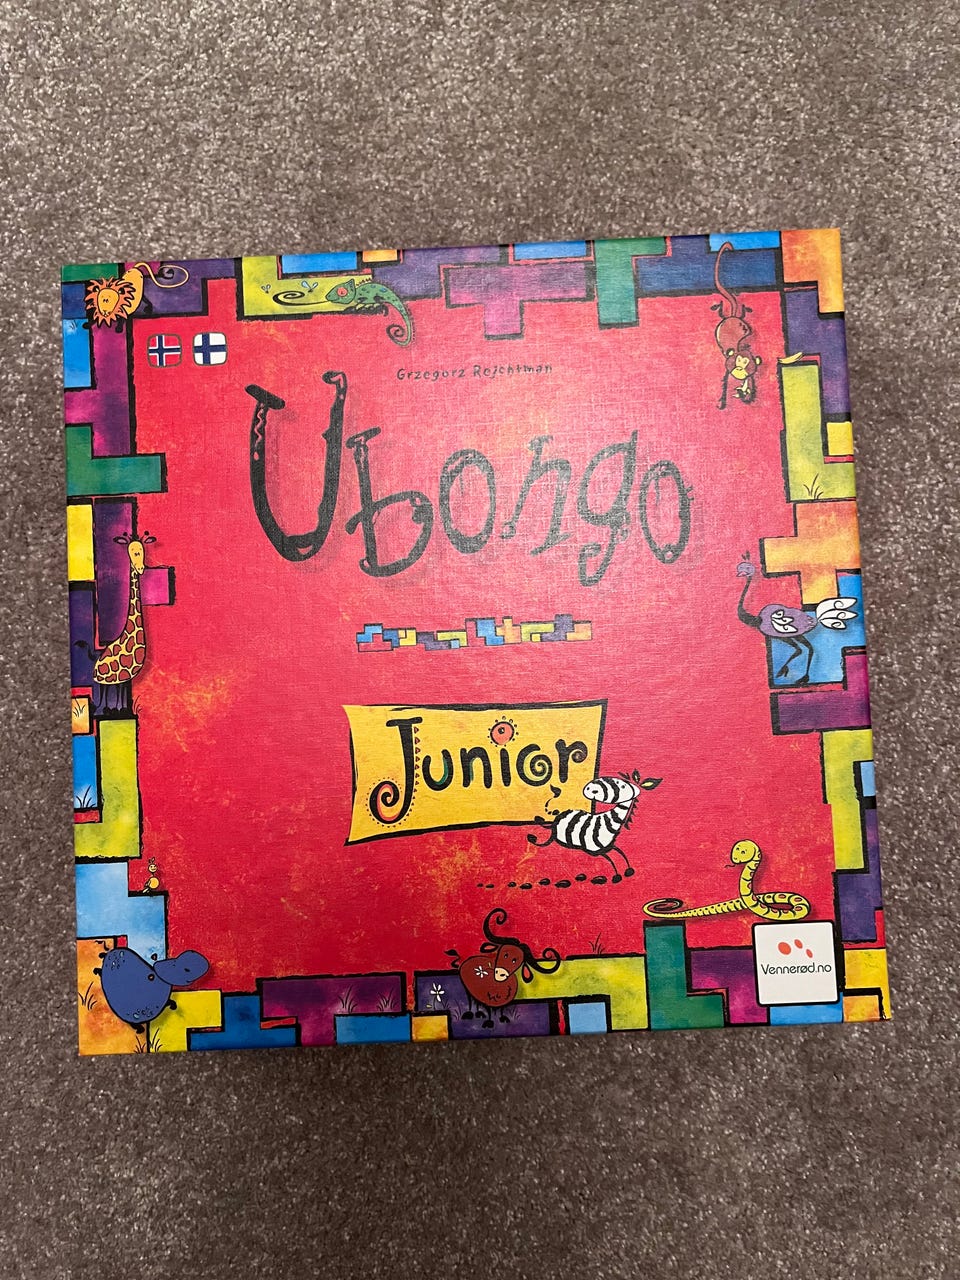 Grzegorz Rejchtman
Ubongo
Junior
Vennerød.no